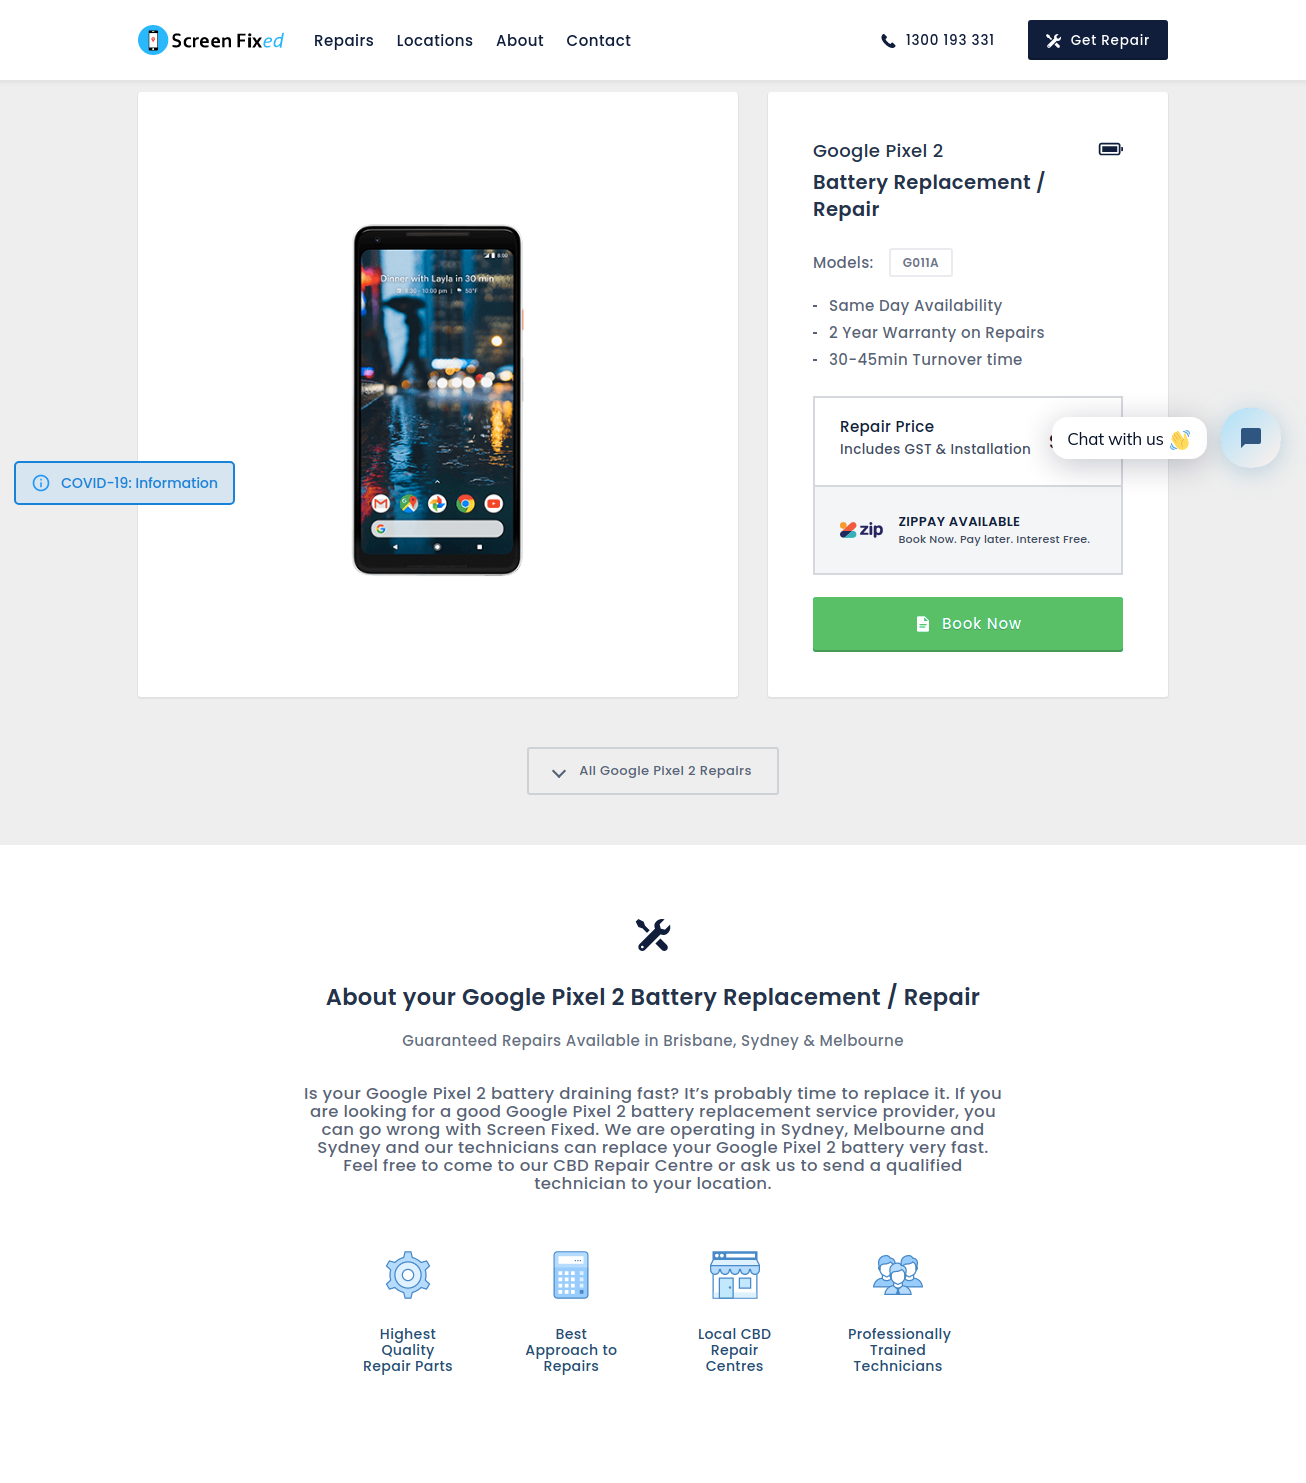 Screen Fixed
Repairs
Locations
About
Contact
1300 193 331
Get Repair
Google Pixel 2
Battery Replacement /
Repair
Models:
G011A
- Same Day Availability
- 2 Year Warranty on Repairs
- 30-45min Turnover time
Repair Price
Includes GST & Installation
Chat with us
COVID-19: Information
zip
ZIPPAY AVAILABLE
Book Now. Pay later. Interest Free.
Book Now
Dinner with Layla in 30 min
All Google Pixel 2 Repairs
About your Google Pixel 2 Battery Replacement / Repair
Guaranteed Repairs Available in Brisbane, Sydney & Melbourne
Is your Google Pixel 2 battery draining fast? It’s probably time to replace it. If you
are looking for a good Google Pixel 2 battery replacement service provider, you
can go wrong with Screen Fixed. We are operating in Sydney, Melbourne and
Sydney and our technicians can replace your Google Pixel 2 battery very fast.
Feel free to come to our CBD Repair Centre or ask us to send a qualified
technician to your location.
Highest
Quality
Repair Parts
Best
Approach to
Repairs
Local CBD
Repair
Centres
Professionally
Trained
Technicians